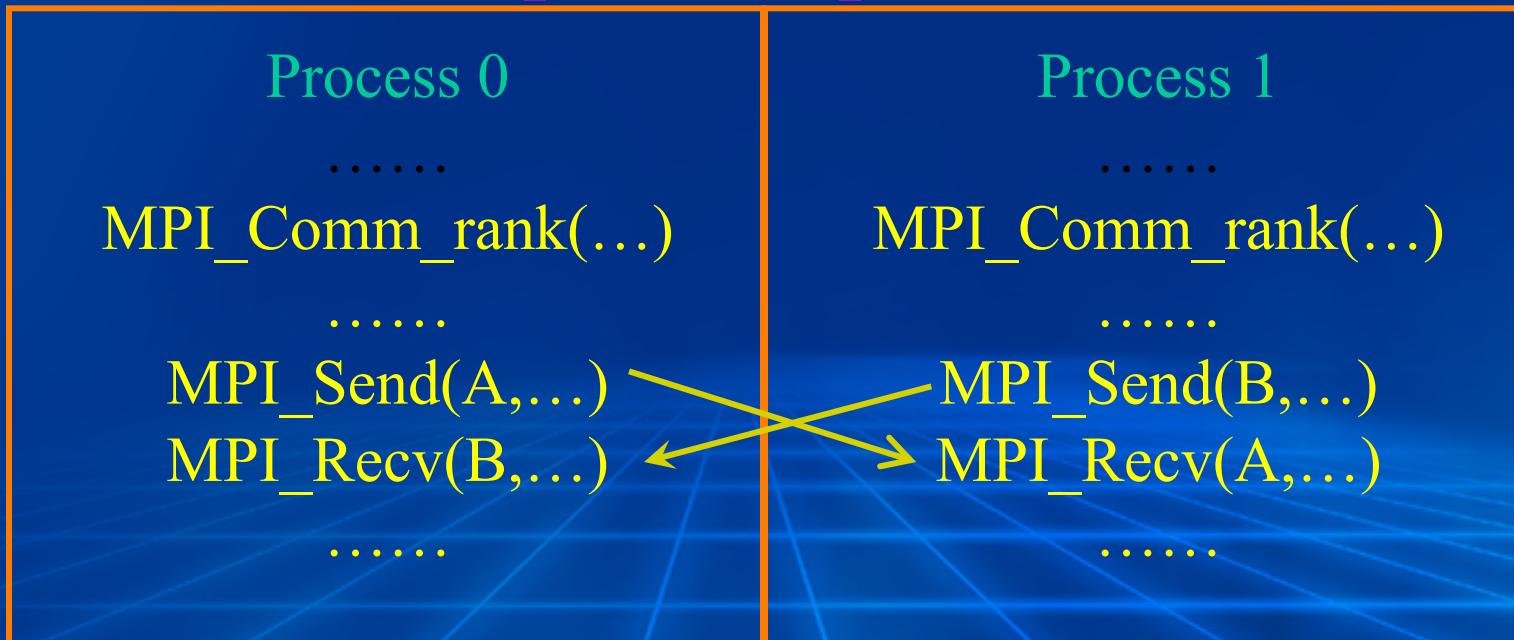 Process 0
……
MPI_Comm_rank(…)
……
MPI_Send(A,…)
MPI_Recv(B,…)
……
Process 1
……
MPI_Comm_rank(…)
……
MPI_Send(B,…)
MPI_Recv(A,…)
……